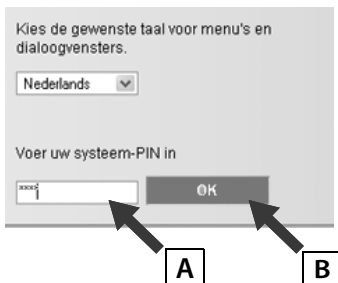 Kies de gewenste taal voor menu's en
dialoogvensters.
Nederlands
Voer uw systeem-PIN in
****
OK
A
B